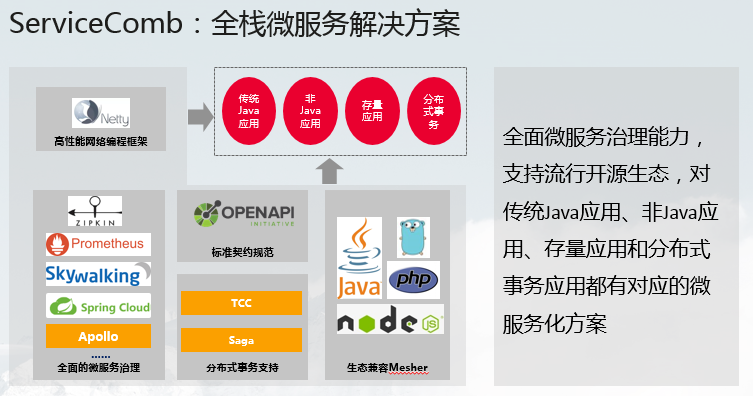 ServiceComb：全栈微服务解决方案
Netty
高性能网络编程框架
传统
Java
应用
非
Java
应用
存量
应用
分布
式事
务
ZIPKIN
Prometheus
Skywalking
Spring Cloud
Apollo
......
全面的微服务治理
OPENAPI
INITIATIVE
标准契约规范
TCC
Saga
分布式事务支持
Java
php
node
JS
生态兼容Mesher
全面微服务治理能力，
支持流行开源生态，对
传统Java应用、非Java应
用、存量应用和分布式
事务应用都有对应的微
服务化方案